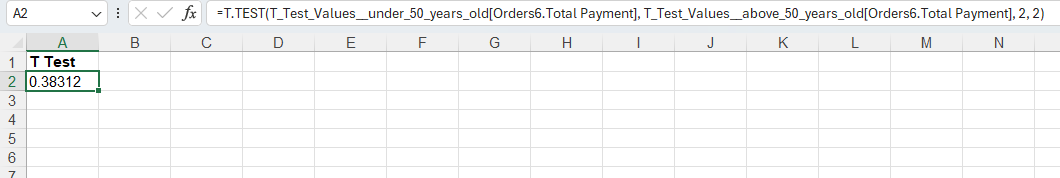 A2 fx =T.TEST(T_Test_Values__under_50_years_old[Orders6.Total Payment], T_Test_Values__above_50_years_old[Orders6.Total Payment], 2, 2)
A B C D E F G H I J K L M N
1 T Test
2 0.38312
3
4
5
6
7